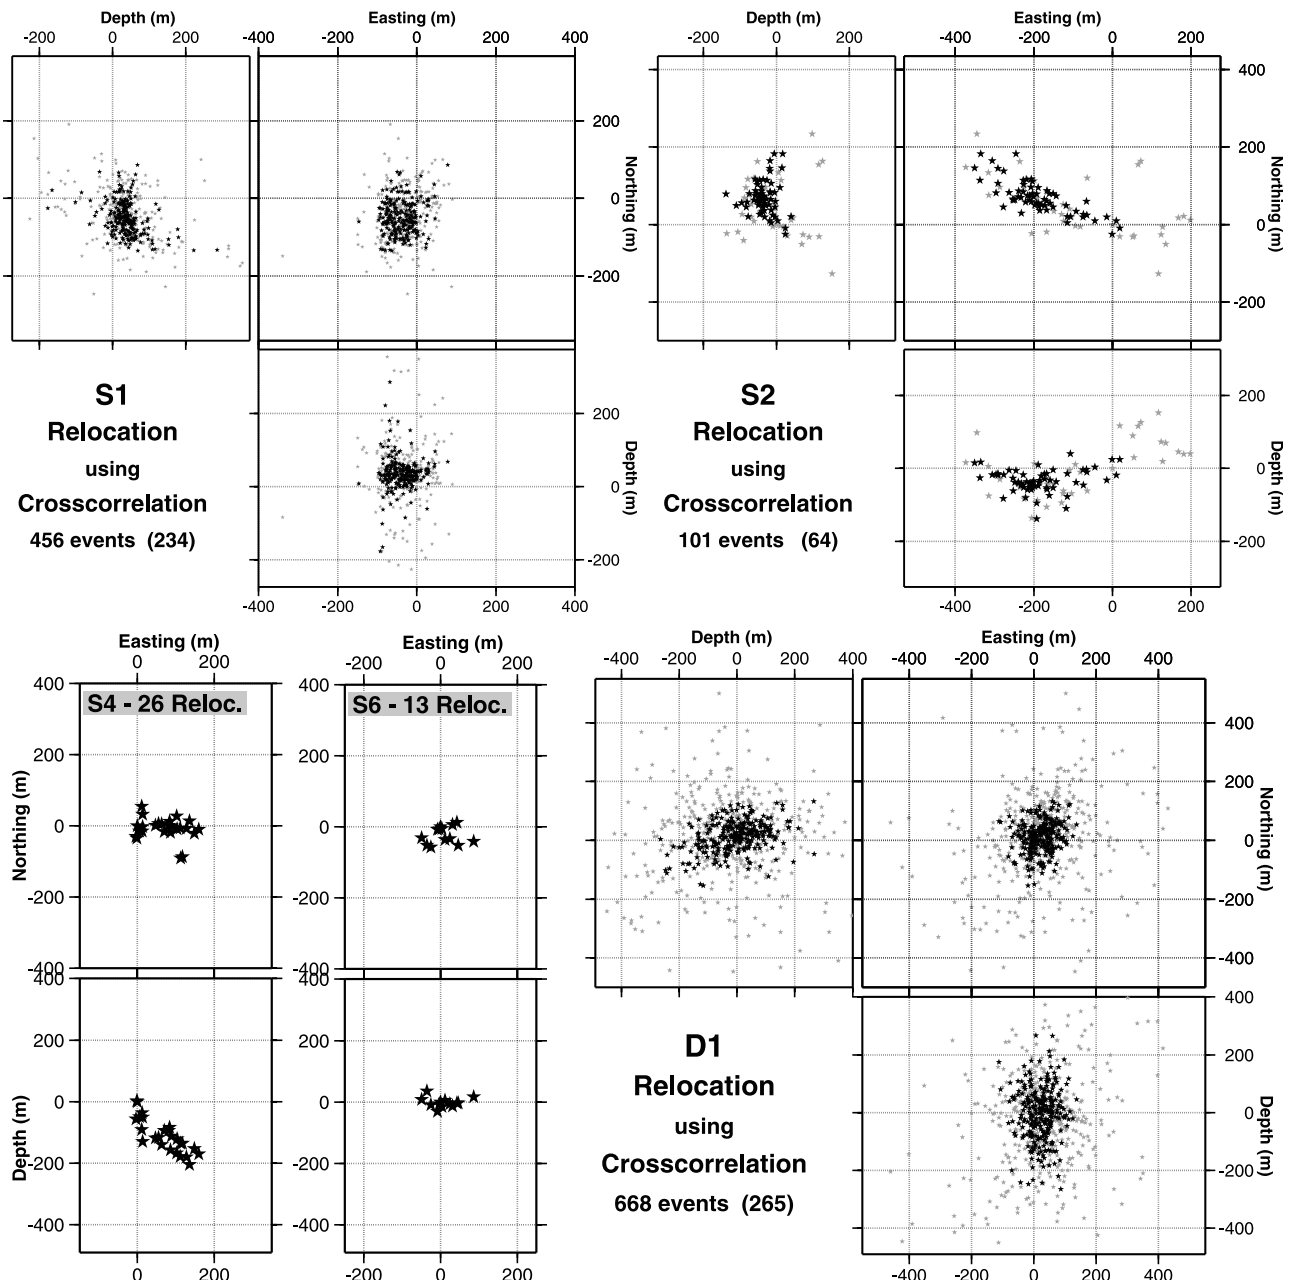 Depth (m)
Easting (m)
-200
0
200
-400
-200
0
200
400
200
0
-200
Northing (m)
S1
Relocation
using
Crosscorrelation
456 events (234)
200
0
-200
Depth (m)
-400
-200
0
200
400
Depth (m)
Easting (m)
-200
0
200
-400
-200
0
200
400
200
0
-200
Northing (m)
S2
Relocation
using
Crosscorrelation
101 events (64)
200
0
-200
Depth (m)
-400
-200
0
200
Easting (m)
0
200
S4 - 26 Reloc.
400
200
0
-200
-400
Northing (m)
400
200
0
-200
-400
Depth (m)
0
200
Easting (m)
-200
0
200
S6 - 13 Reloc.
400
200
0
-200
-400
400
200
0
-200
-400
-200
0
200
Depth (m)
Easting (m)
-400
-200
0
200
400
-400
-200
0
200
400
400
200
0
-200
-400
Northing (m)
D1
Relocation
using
Crosscorrelation
668 events (265)
400
200
0
-200
-400
Depth (m)
-400
-200
0
200
400